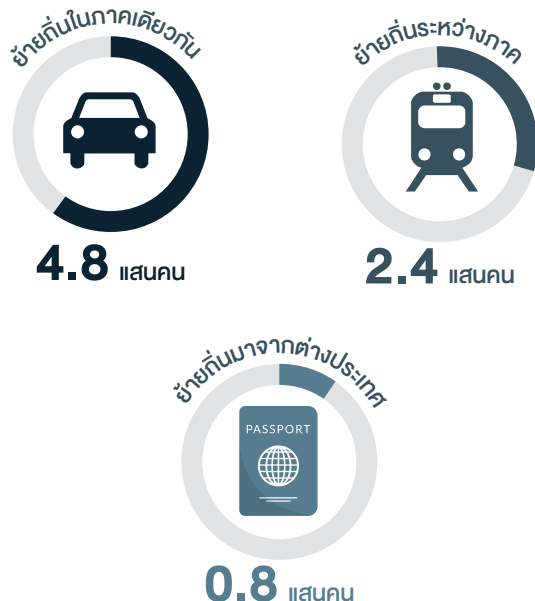 ย้ายถิ่นในภาคเดียวกัน
4.8 แสนคน
ย้ายถิ่นระหว่างภาค
2.4 แสนคน
ย้ายถิ่นมาจากต่างประเทศ
PASSPORT
0.8 แสนคน